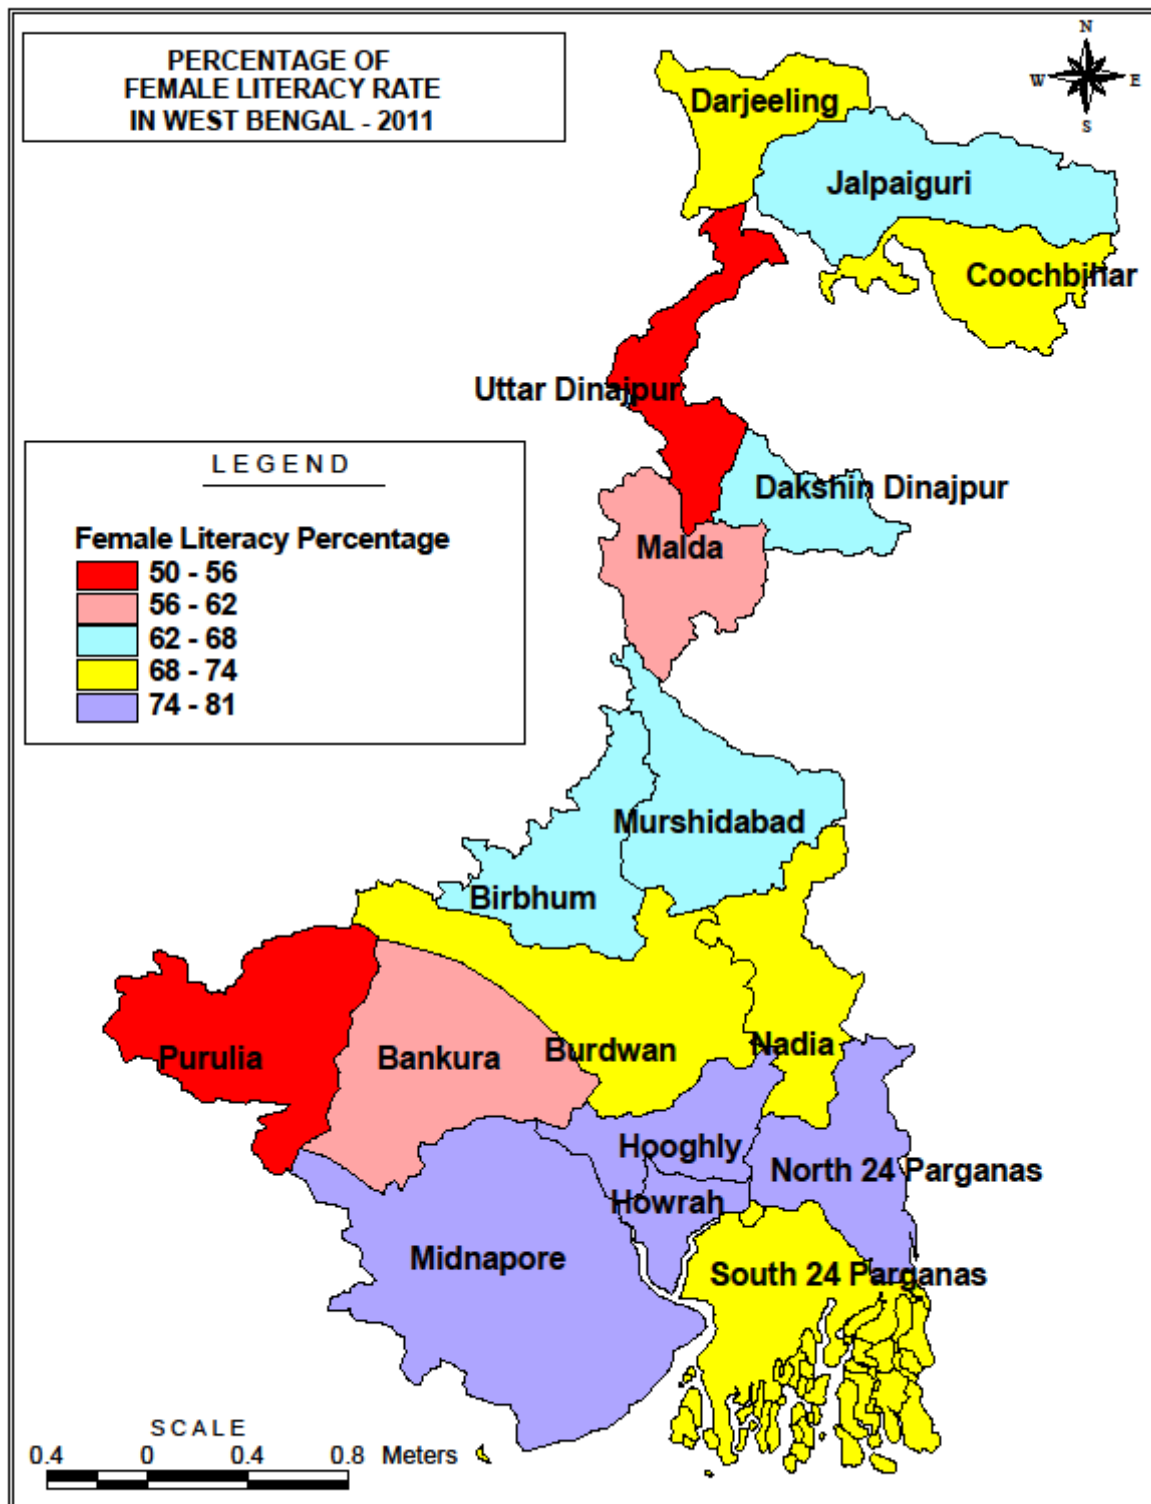 PERCENTAGE OF
FEMALE LITERACY RATE
IN WEST BENGAL - 2011
N
W E
S
Darjeeling
Jalpaiguri
Coochbihar
Uttar Dinajpur
LEGEND
Female Literacy Percentage
50 - 56
56 - 62
62 - 68
68 - 74
74 - 81
Dakshin Dinajpur
Malda
Murshidabad
Birbhum
Purulia
Bankura
Burdwan
Nadia
Hooghly
North 24 Parganas
Howrah
Midnapore
South 24 Parganas
SCALE
0.4 0 0.4 0.8 Meters